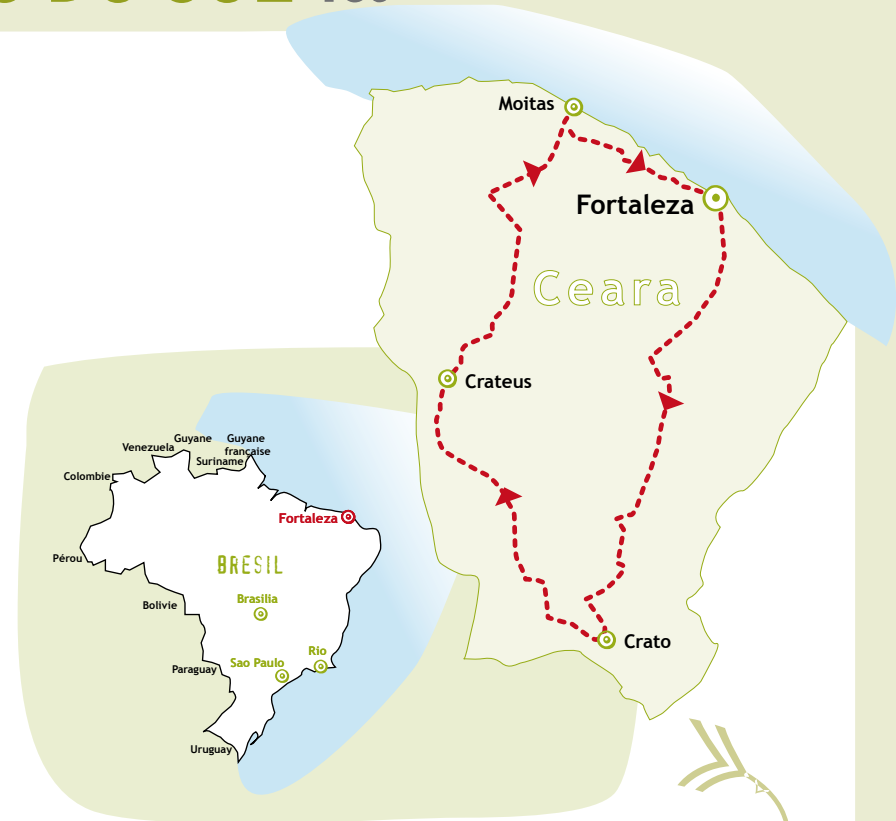 Moitas
Fortaleza
Ceara
Crateus
Crato
Guyane
Guyane
française
Venezuela
Suriname
Colombie
Fortaleza
Pérou
BRESIL
Brasilia
Bolivie
Rio
Sao Paulo
Paraguay
Uruguay